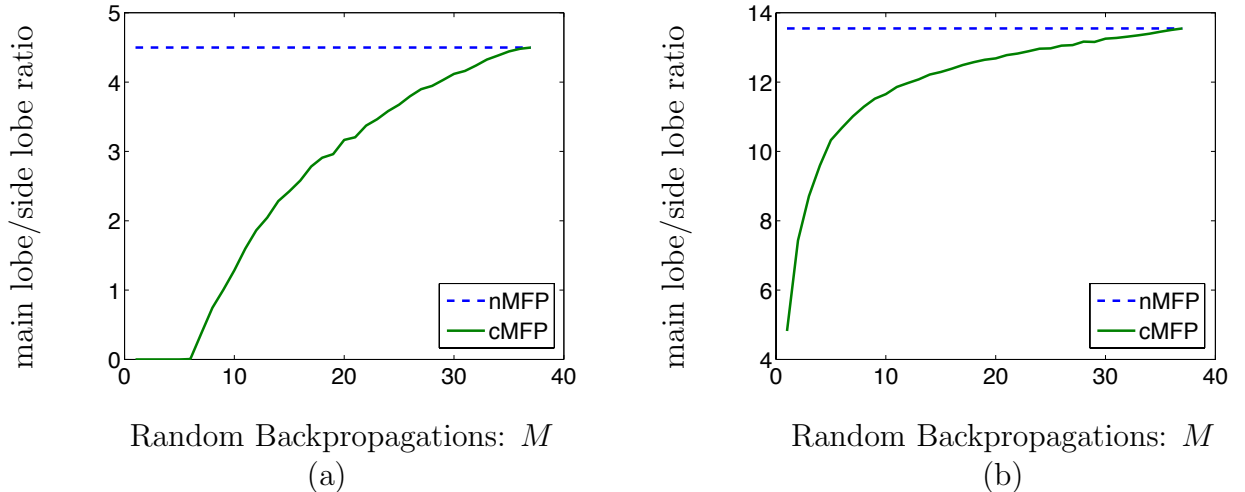 main lobe/side lobe ratio
5
4.5
4
3
2
1
0
0
10
20
30
40
nMFP
cMFP
Random Backpropagations: M
(a)
main lobe/side lobe ratio
14
12
10
8
6
4
0
10
20
30
40
nMFP
cMFP
Random Backpropagations: M
(b)